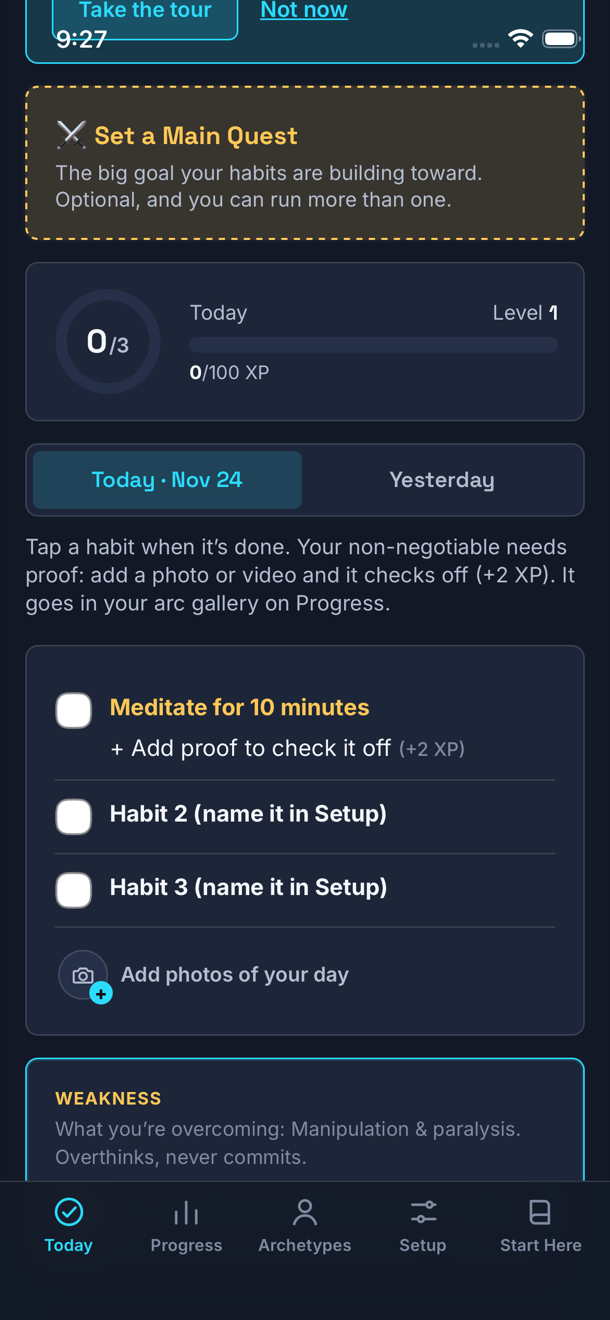 Take the tour
Not now
9:27
⚔️ Set a Main Quest
The big goal your habits are building toward.
Optional, and you can run more than one.
0/3
Today
Level 1
0/100 XP
Today · Nov 24
Yesterday
Tap a habit when it’s done. Your non-negotiable needs
proof: add a photo or video and it checks off (+2 XP). It
goes in your arc gallery on Progress.
Meditate for 10 minutes
+ Add proof to check it off (+2 XP)
Habit 2 (name it in Setup)
Habit 3 (name it in Setup)
Add photos of your day
WEAKNESS
What you’re overcoming: Manipulation & paralysis.
Overthinks, never commits.
Today
Progress
Archetypes
Setup
Start Here